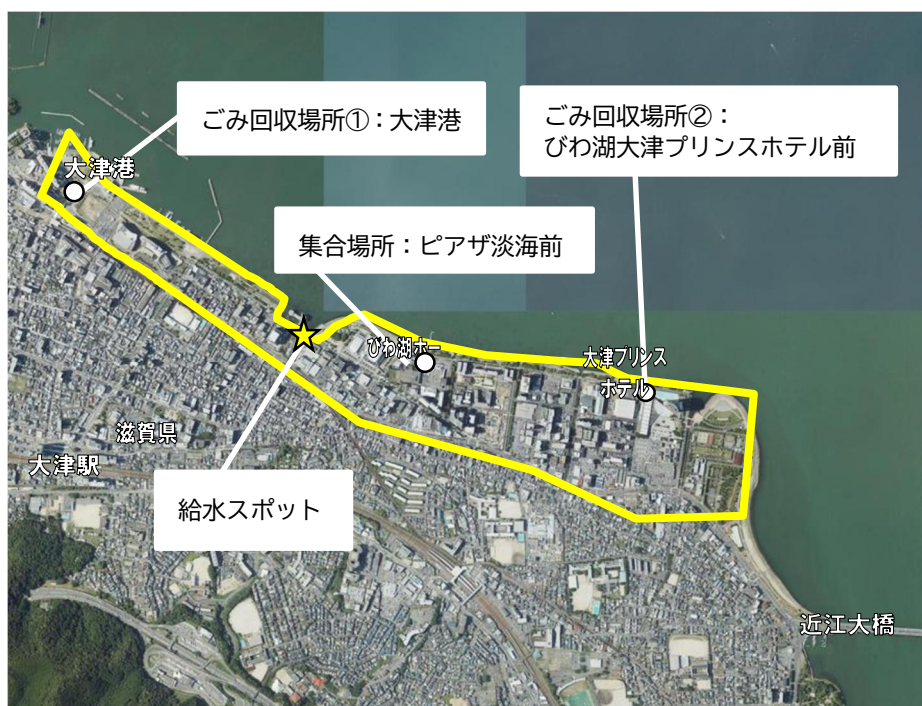 ごみ回収場所①：大津港
ごみ回収場所②：
びわ湖大津プリンスホテル前
大津港
集合場所：ピアザ淡海前
びわ湖ホー
大津プリンス
ホテル
滋賀県
大津駅
給水スポット
近江大橋